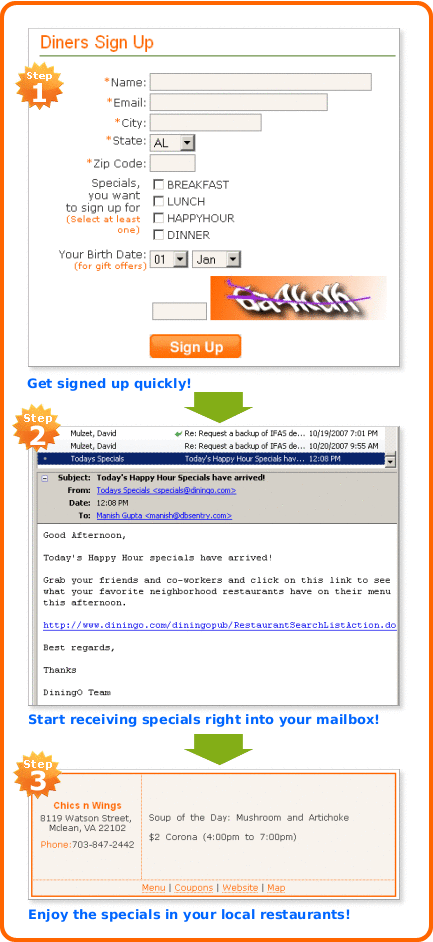 Diners Sign Up
Step
1
*Name:
*Email:
*City:
*State: AL
*Zip Code:
Specials,
you want
to sign up for
(Select at least
one)
BREAKFAST
LUNCH
HAPPYHOUR
DINNER
Your Birth Date: 01 Jan
(for gift offers)
Sign Up
Get signed up quickly!
Step
2
Mulzet, David Re: Request a backup of IFAS de... 10/19/2007 7:01 PM
Mulzet, David Re: Request a backup of IFAS de... 10/20/2007 9:55 AM
Todays Specials Today's Happy Hour Specials hav... 12:08 PM
Subject: Today's Happy Hour Specials have arrived!
From: Todays Specials <specials@diningo.com>
Date: 12:08 PM
To: Manish Gupta <manish@dbsentry.com>
Good Afternoon,
Today's Happy Hour specials have arrived!
Grab your friends and co-workers and click on this link to see
what your favorite neighborhood restaurants have on their menu
this afternoon.
http://www.diningo.com/diningopub/RestaurantSearchListAction.do
Best regards,
Thanks
DiningO Team
Start receiving specials right into your mailbox!
Step
3
Chics n Wings
8119 Watson Street,
Mclean, VA 22102
Phone:703-847-2442
Soup of the Day: Mushroom and Artichoke
$2 Corona (4:00pm to 7:00pm)
Menu | Coupons | Website | Map
Enjoy the specials in your local restaurants!